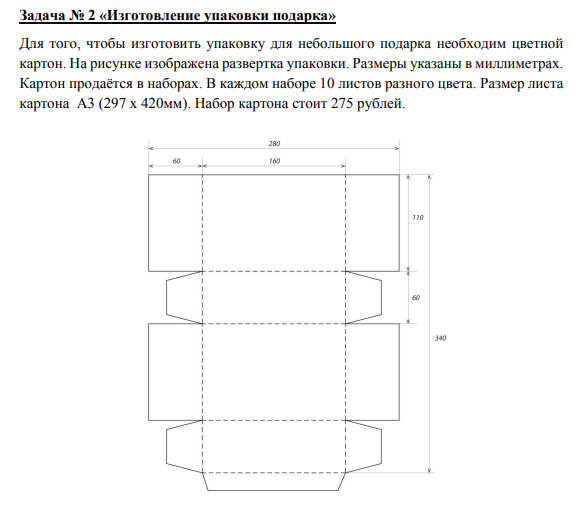 Задача № 2 «Изготовление упаковки подарка»
Для того, чтобы изготовить упаковку для небольшого подарка необходим цветной
картон. На рисунке изображена развертка упаковки. Размеры указаны в миллиметрах.
Картон продаётся в наборах. В каждом наборе 10 листов разного цвета. Размер листа
картона А3 (297 х 420мм). Набор картона стоит 275 рублей.
280
60 160
110
60
340